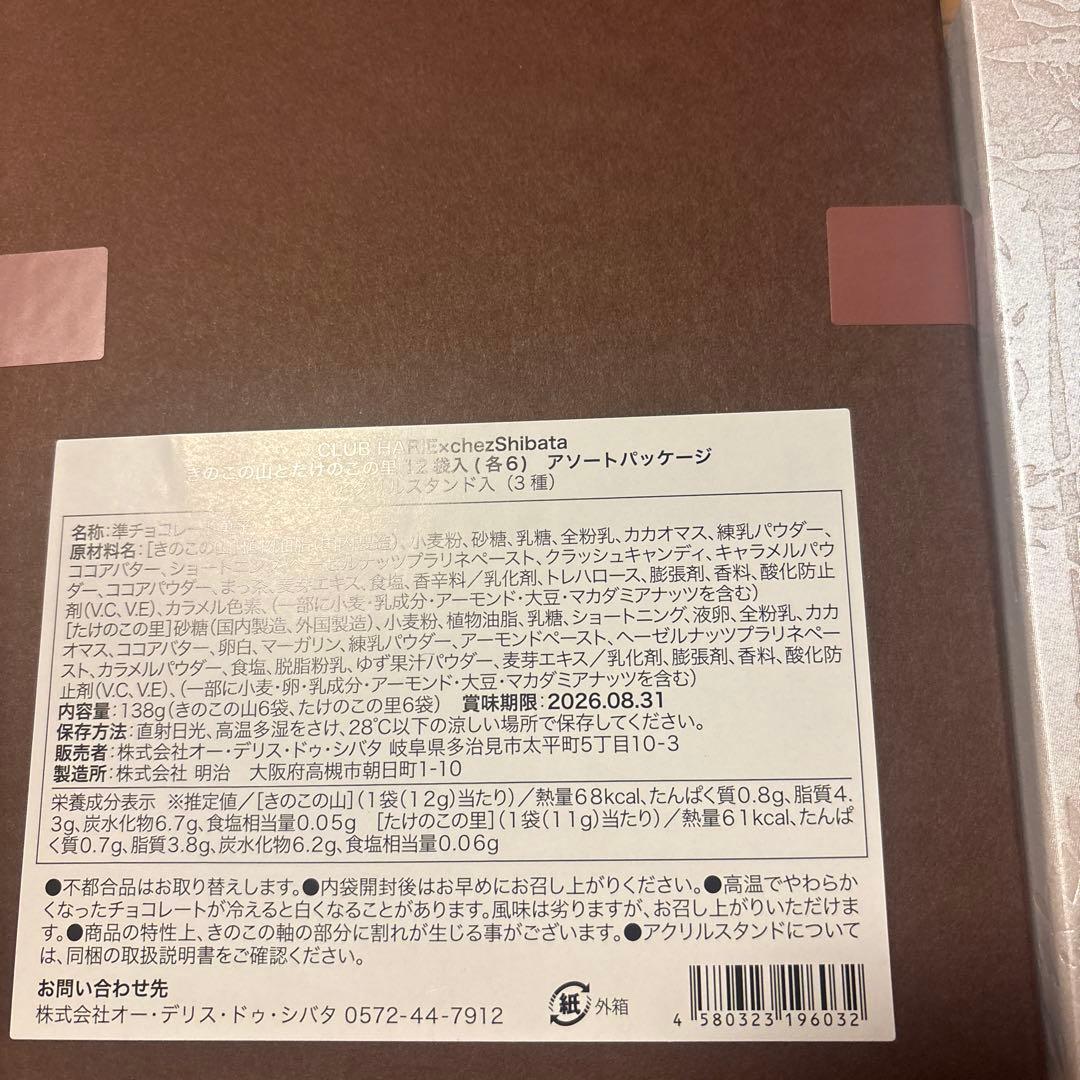 CLUB HARIE×chezShibata
きのこの山とたけのこの里 12袋入(各6) アソートパッケージ
ルスタンド入(3種)
名称:準チョコレート
原材料名:[きのこの山] 、小麦粉、砂糖、乳糖、全粉乳、カカオマス、練乳パウダー、
ココアバター、ショートニング、 ナッツプラリネペースト、クラッシュキャンディ、キャラメルパウ
ダー、ココアパウダー、まっ茶、麦芽エキス、食塩、香辛料/乳化剤、トレハロース、膨張剤、香料、酸化防止
剤(V.C、V.E)、カラメル色素、(一部に小麦・乳成分・アーモンド・大豆・マカダミアナッツを含む)
[たけのこの里]砂糖(国内製造、外国製造)、小麦粉、植物油脂、乳糖、ショートニング、液卵、全粉乳、カカ
オマス、ココアバター、卵白、マーガリン、練乳パウダー、アーモンドペースト、ヘーゼルナッツプラリネペー
スト、カラメルパウダー、食塩、脱脂粉乳、ゆず果汁パウダー、麦芽エキス/乳化剤、膨張剤、香料、酸化防
止剤(V.C、V.E)、(一部に小麦・卵・乳成分・アーモンド・大豆・マカダミアナッツを含む)
内容量:138g(きのこの山6袋、たけのこの里6袋) 賞味期限:2026.08.31
保存方法:直射日光、高温多湿をさけ、28℃以下の涼しい場所で保存してください。
販売者:株式会社オー・デリス・ドゥ・シバタ 岐阜県多治見市太平町5丁目10-3
製造所:株式会社 明治 大阪府高槻市朝日町1-10
栄養成分表示 ※推定値/[きのこの山](1袋(12g)当たり)/熱量68kcal、たんぱく質0.8g、脂質4.
3g、炭水化物6.7g、食塩相当量0.05g [たけのこの里](1袋(11g)当たり)/熱量61kcal、たんぱ
く質0.7g、脂質3.8g、炭水化物6.2g、食塩相当量0.06g
●不都合品はお取り替えします。●内袋開封後はお早めにお召し上がりください。●高温でやわらか
くなったチョコレートが冷えると白くなることがあります。風味は劣りますが、お召し上がりいただけま
す。●商品の特性上、きのこの軸の部分に割れが生じる事がございます。●アクリルスタンドについて
は、同梱の取扱説明書をご確認ください。
お問い合わせ先
株式会社オー・デリス・ドゥ・シバタ 0572-44-7912
紙 外箱
4 580323 196032